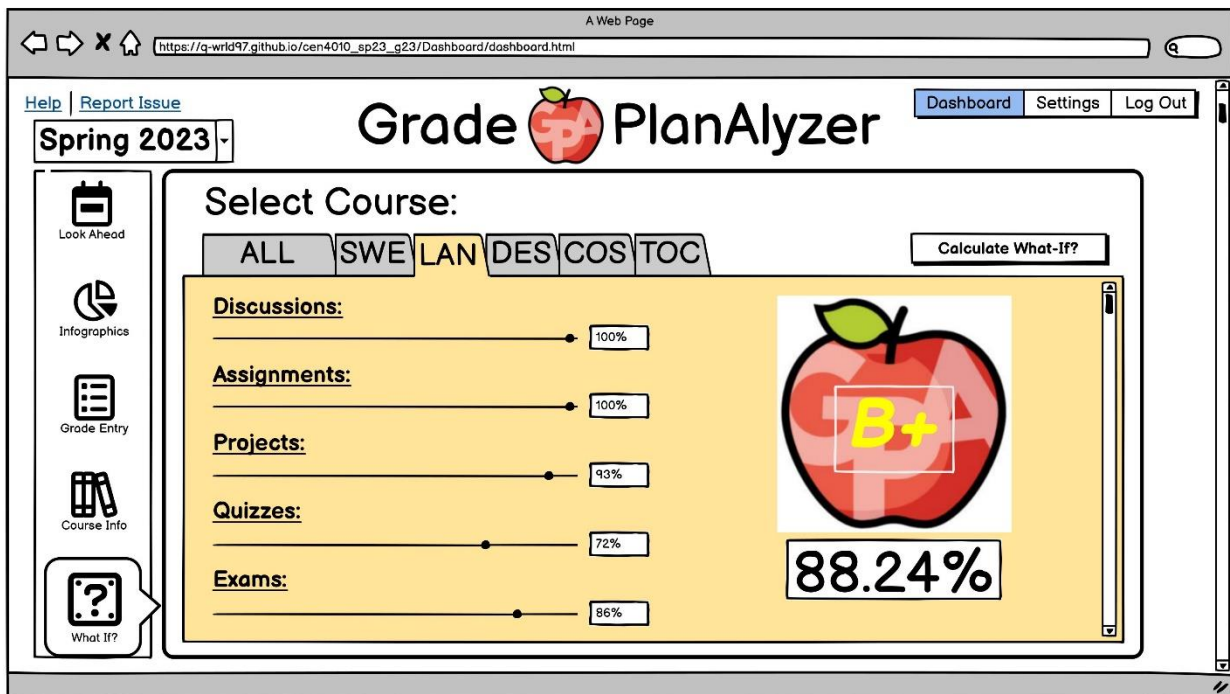 A Web Page
https://q-wrld97.github.io/cen4010_sp23_g23/Dashboard/dashboard.html
Help | Report Issue
Spring 2023
Grade GPA PlanAlyzer
Dashboard Settings Log Out
Look Ahead
Infographics
Grade Entry
Course Info
?
What If?
Select Course:
ALL SWE LAN DES COS TOC
Calculate What-If?
Discussions:
100%
Assignments:
100%
Projects:
93%
Quizzes:
72%
Exams:
86%
GPA
B+
88.24%